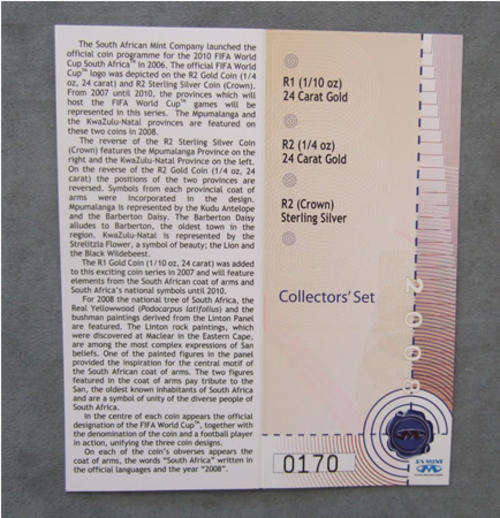 The South African Mint Company launched the
official coin programme for the 2010 FIFA World
Cup South Africa™ in 2006. The official FIFA World
Cup™ logo was depicted on the R2 Gold Coin (1/4
oz, 24 carat) and R2 Sterling Silver Coin (Crown).
From 2007 until 2010, the provinces which will
host the FIFA World Cup™ games will be
represented in this series. The Mpumalanga and
the KwaZulu-Natal provinces are featured on
these two coins in 2008.
The reverse of the R2 Sterling Silver Coin
(Crown) features the Mpumalanga Province on the
right and the KwaZulu-Natal Province on the left.
On the reverse of the R2 Gold Coin (1/4 oz, 24
carat) the positions of the two provinces are
reversed. Symbols from each provincial coat of
arms were incorporated in the design.
Mpumalanga is represented by the Kudu Antelope
and the Barberton Daisy. The Barberton Daisy
alludes to Barberton, the oldest town in the
region. KwaZulu-Natal is represented by the
Strelitzia Flower, a symbol of beauty; the Lion and
the Black Wildebeest.
The R1 Gold Coin (1/10 oz, 24 carat) was added
to this exciting coin series in 2007 and will feature
elements from the South African coat of arms and
South Africa's national symbols until 2010.
For 2008 the national tree of South Africa, the
Real Yellowwood (Podocarpus latifolius) and the
bushman paintings derived from the Linton Panel
are featured. The Linton rock paintings, which
were discovered at Maclear in the Eastern Cape,
are among the most complex expressions of San
beliefs. One of the painted figures in the panel
provided the inspiration for the central motif of
the South African coat of arms. The two figures
featured in the coat of arms pay tribute to the
San, the oldest known inhabitants of South Africa
and are a symbol of unity of the diverse people of
South Africa.
In the centre of each coin appears the official
designation of the FIFA World Cup™, together with
the denomination of the coin and a football player
in action, unifying the three coin designs.
On each of the coin's obverses appears the
coat of arms, the words "South Africa" written in
the official languages and the year "2008".
R1 (1/10 oz)
24 Carat Gold
R2 (1/4 oz)
24 Carat Gold
R2 (Crown)
Sterling Silver
Collectors' Set
2008
0170
SA MINT